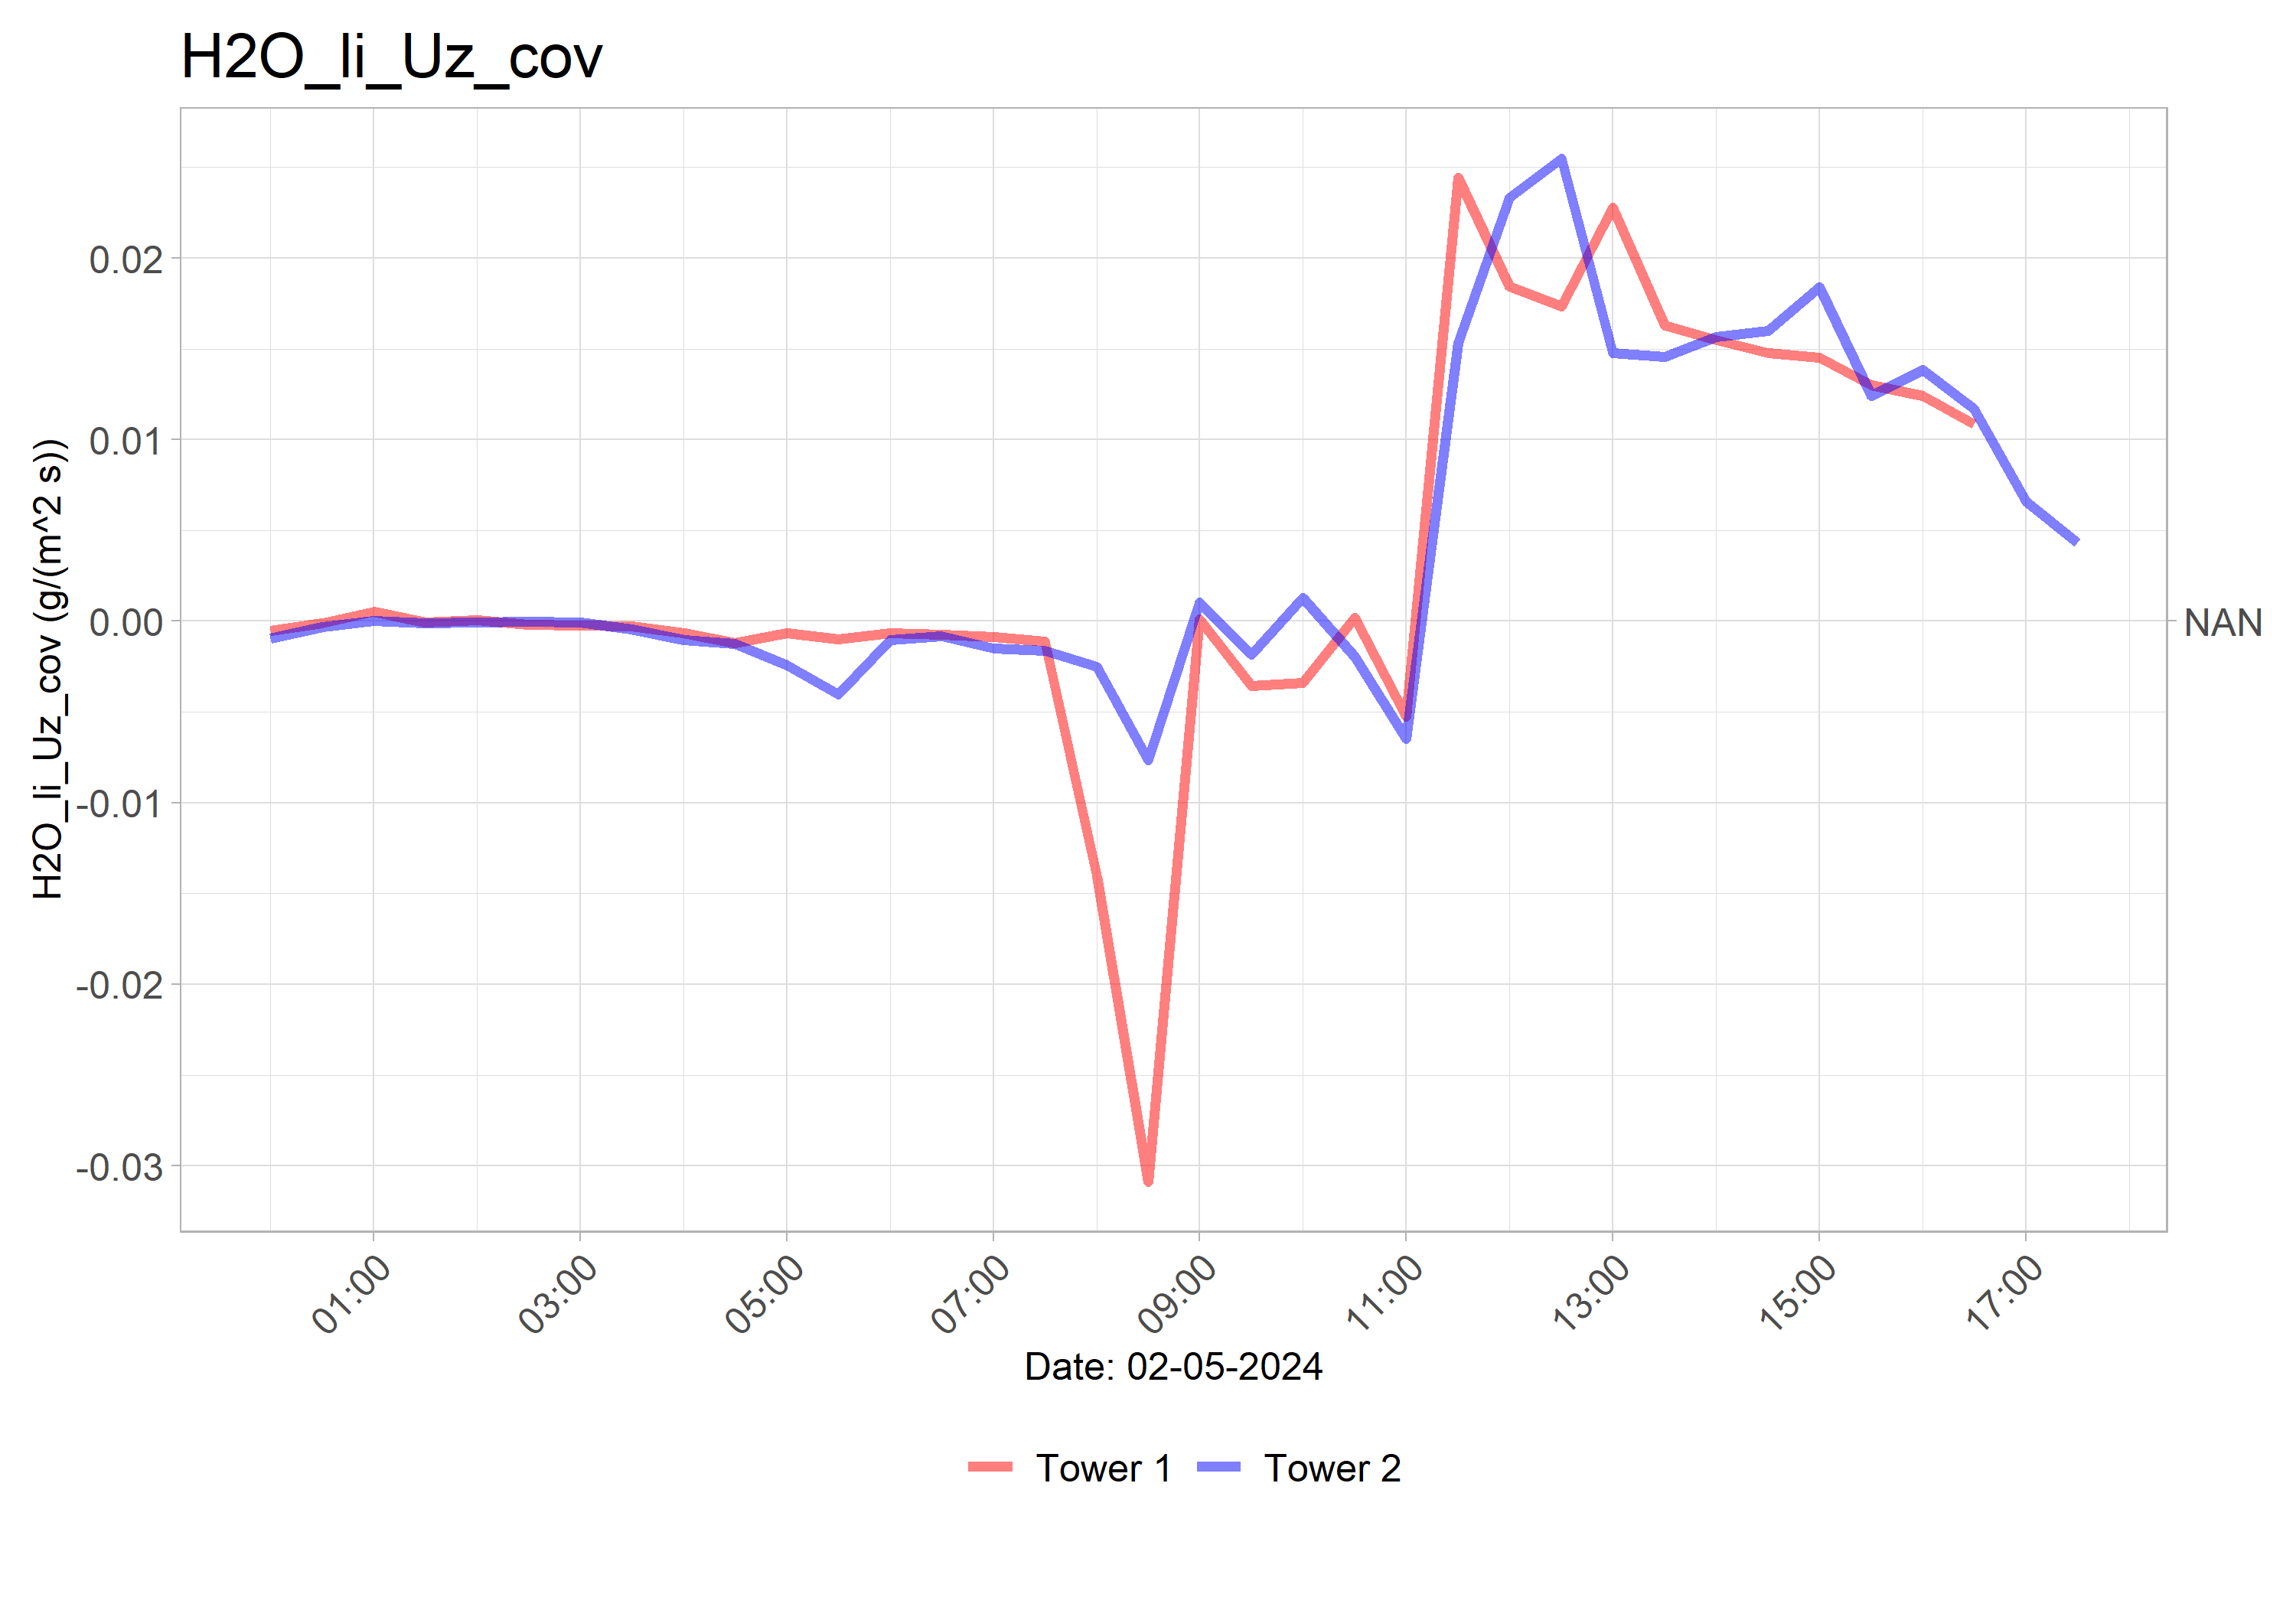 H2O_li_Uz_cov
H2O_li_Uz_cov (g/(m^2 s))
0.02
0.01
0.00
-0.01
-0.02
-0.03
NAN
01:00
03:00
05:00
07:00
09:00
11:00
13:00
15:00
17:00
Date: 02-05-2024
Tower 1
Tower 2